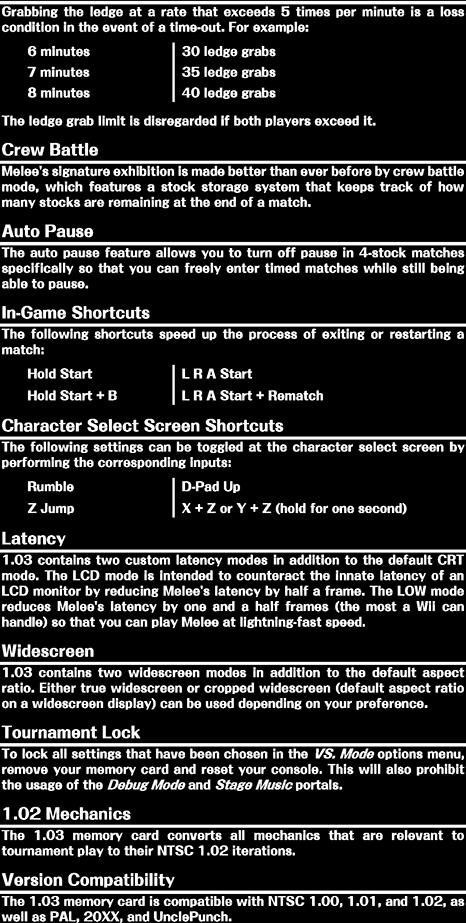 Grabbing the ledge at a rate that exceeds 5 times per minute is a loss
condition in the event of a time-out. For example:
6 minutes 30 ledge grabs
7 minutes 35 ledge grabs
8 minutes 40 ledge grabs
The ledge grab limit is disregarded if both players exceed it.
Crew Battle
Melee's signature exhibition is made better than ever before by crew battle
mode, which features a stock storage system that keeps track of how
many stocks are remaining at the end of a match.
Auto Pause
The auto pause feature allows you to turn off pause in 4-stock matches
specifically so that you can freely enter timed matches while still being
able to pause.
In-Game Shortcuts
The following shortcuts speed up the process of exiting or restarting a
match:
Hold Start L R A Start
Hold Start + B L R A Start + Rematch
Character Select Screen Shortcuts
The following settings can be toggled at the character select screen by
performing the corresponding inputs:
Rumble D-Pad Up
Z Jump X + Z or Y + Z (hold for one second)
Latency
1.03 contains two custom latency modes in addition to the default CRT
mode. The LCD mode is intended to counteract the innate latency of an
LCD monitor by reducing Melee's latency by half a frame. The LOW mode
reduces Melee's latency by one and a half frames (the most a Wii can
handle) so that you can play Melee at lightning-fast speed.
Widescreen
1.03 contains two widescreen modes in addition to the default aspect
ratio. Either true widescreen or cropped widescreen (default aspect ratio
on a widescreen display) can be used depending on your preference.
Tournament Lock
To lock all settings that have been chosen in the VS. Mode options menu,
remove your memory card and reset your console. This will also prohibit
the usage of the Debug Mode and Stage Music portals.
1.02 Mechanics
The 1.03 memory card converts all mechanics that are relevant to
tournament play to their NTSC 1.02 iterations.
Version Compatibility
The 1.03 memory card is compatible with NTSC 1.00, 1.01, and 1.02, as
well as PAL, 20XX, and UnclePunch.